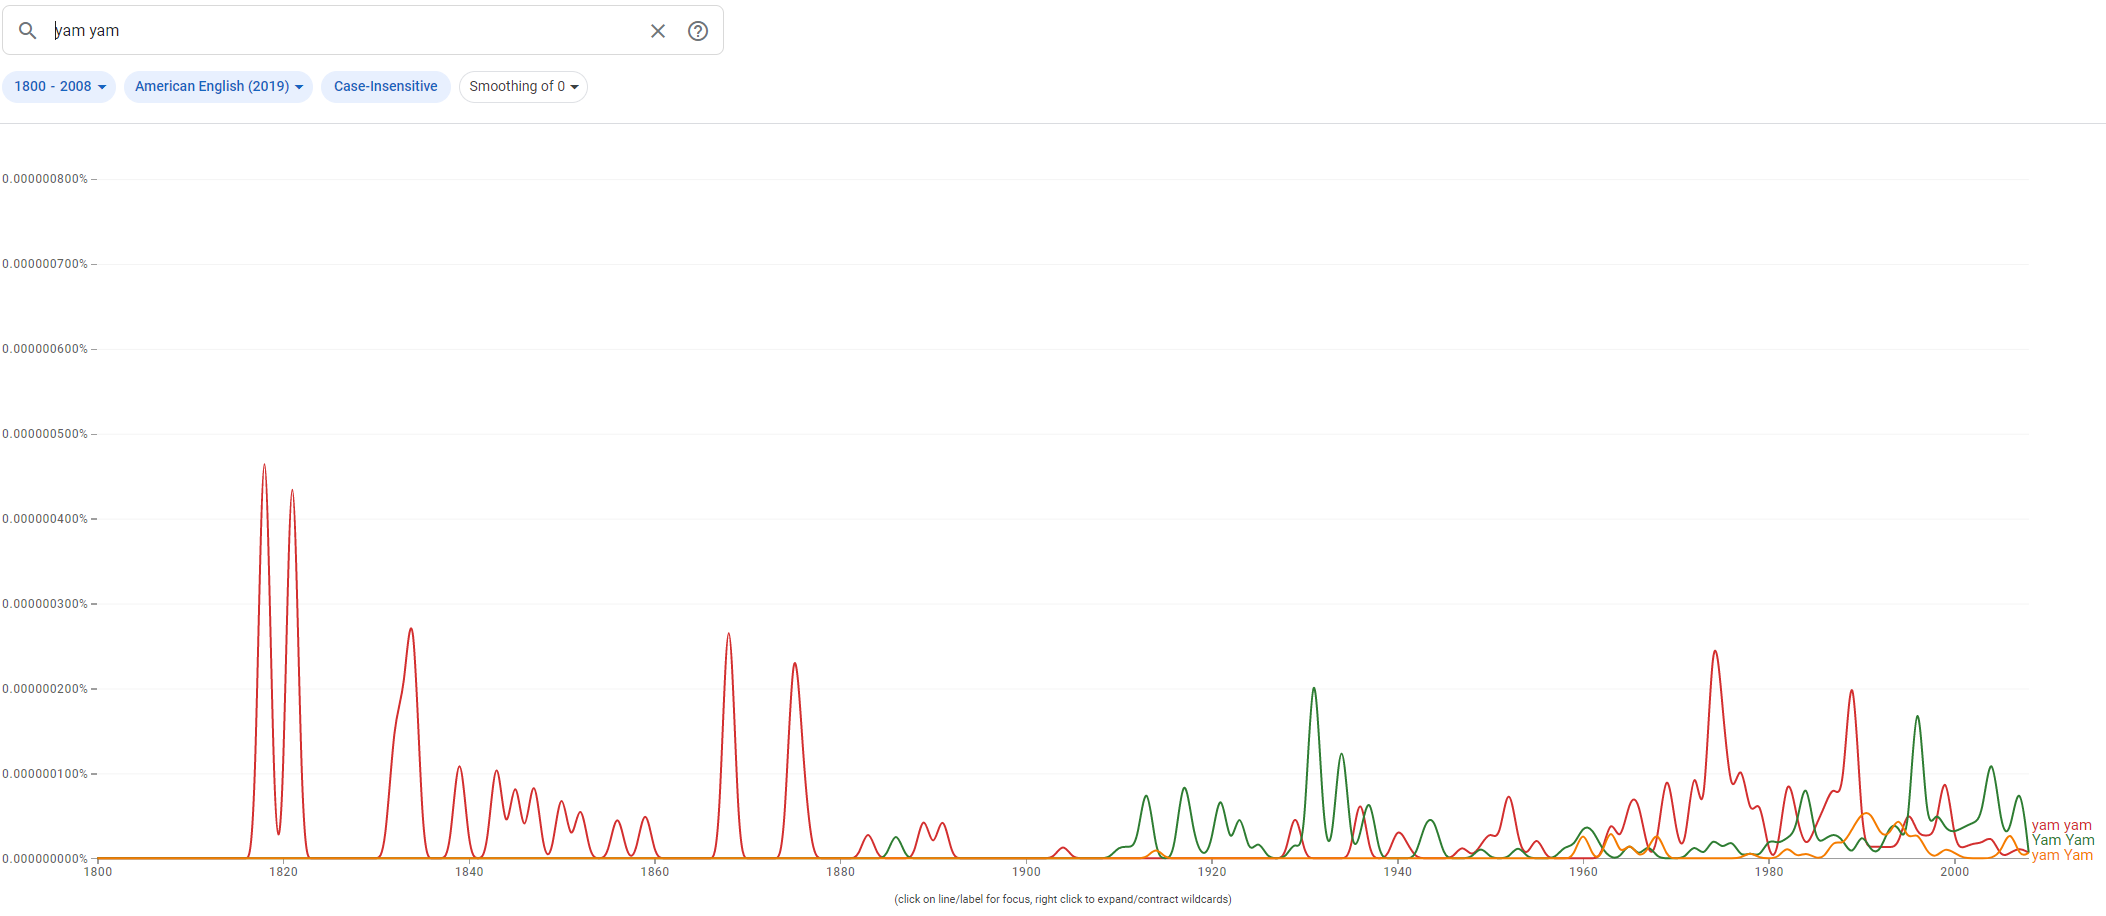 yam yam
1800 - 2008 American English (2019) Case-Insensitive Smoothing of 0
0.000000800%
0.000000700%
0.000000600%
0.000000500%
0.000000400%
0.000000300%
0.000000200%
0.000000100%
0.000000000%
yam yam
Yam Yam
yam Yam
1800 1820 1840 1860 1880 1900 1920 1940 1960 1980 2000
(click on line/label for focus, right click to expand/contract wildcards)